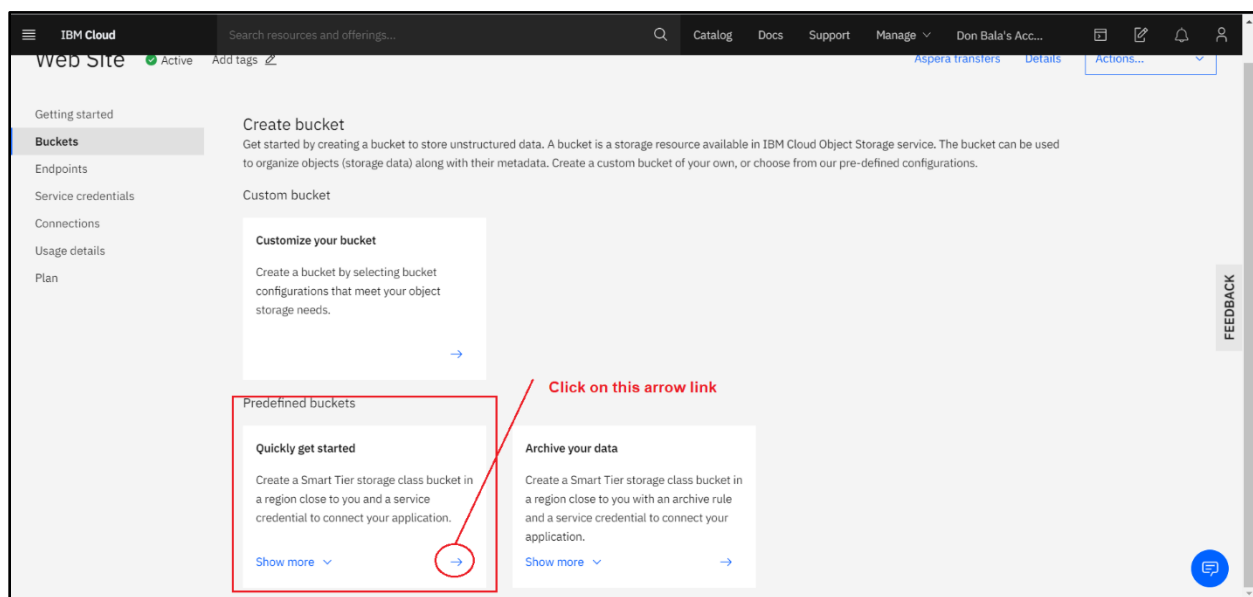 IBM Cloud
Search resources and offerings...
Catalog
Docs
Support
Manage
Don Bala's Acc...
Web Site
Active
Add tags
Aspera transfers
Details
Actions...
Getting started
Buckets
Endpoints
Service credentials
Connections
Usage details
Plan
Create bucket
Get started by creating a bucket to store unstructured data. A bucket is a storage resource available in IBM Cloud Object Storage service. The bucket can be used
to organize objects (storage data) along with their metadata. Create a custom bucket of your own, or choose from our pre-defined configurations.
Custom bucket
Customize your bucket
Create a bucket by selecting bucket
configurations that meet your object
storage needs.
Click on this arrow link
Predefined buckets
Quickly get started
Create a Smart Tier storage class bucket in
a region close to you and a service
credential to connect your application.
Show more
Archive your data
Create a Smart Tier storage class bucket in
a region close to you with an archive rule
and a service credential to connect your
application.
Show more
FEEDBACK